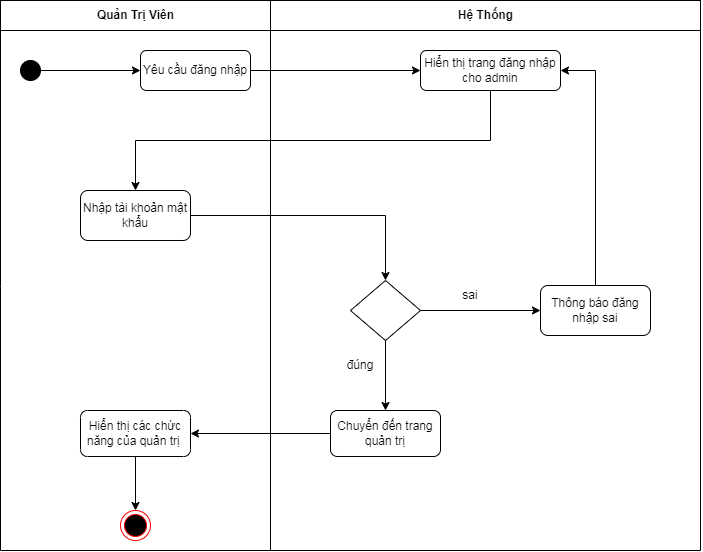 Quản Trị Viên
Hệ Thống
Yêu cầu đăng nhập
Hiển thị trang đăng nhập
cho admin
Nhập tài khoản mật
khẩu
sai
Thông báo đăng
nhập sai
đúng
Hiển thị các chức
năng của quản trị
Chuyển đến trang
quản trị